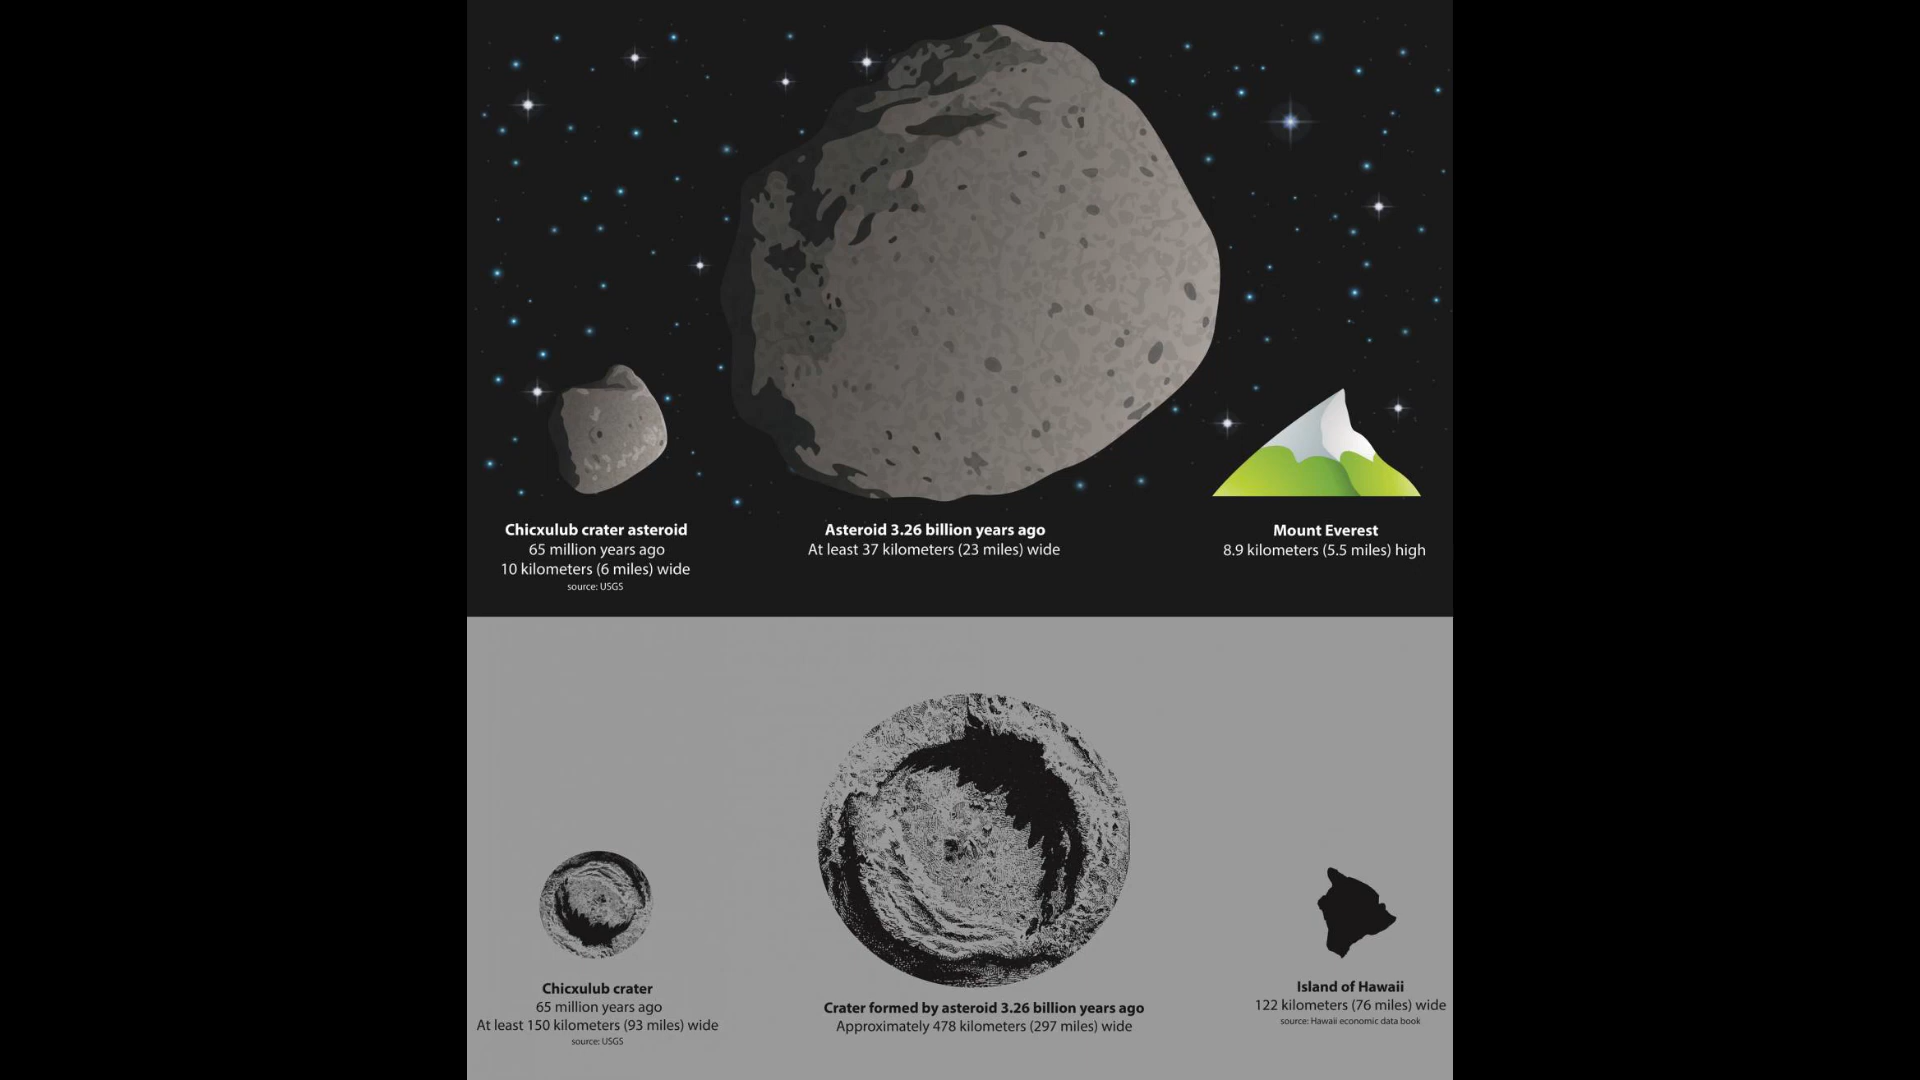 Chicxulub crater asteroid
65 million years ago
10 kilometers (6 miles) wide
source: USGS
Asteroid 3.26 billion years ago
At least 37 kilometers (23 miles) wide
Mount Everest
8.9 kilometers (5.5 miles) high
Chicxulub crater
65 million years ago
At least 150 kilometers (93 miles) wide
source: USGS
Crater formed by asteroid 3.26 billion years ago
Approximately 478 kilometers (297 miles) wide
Island of Hawaii
122 kilometers (76 miles) wide
source: Hawaii economic data book